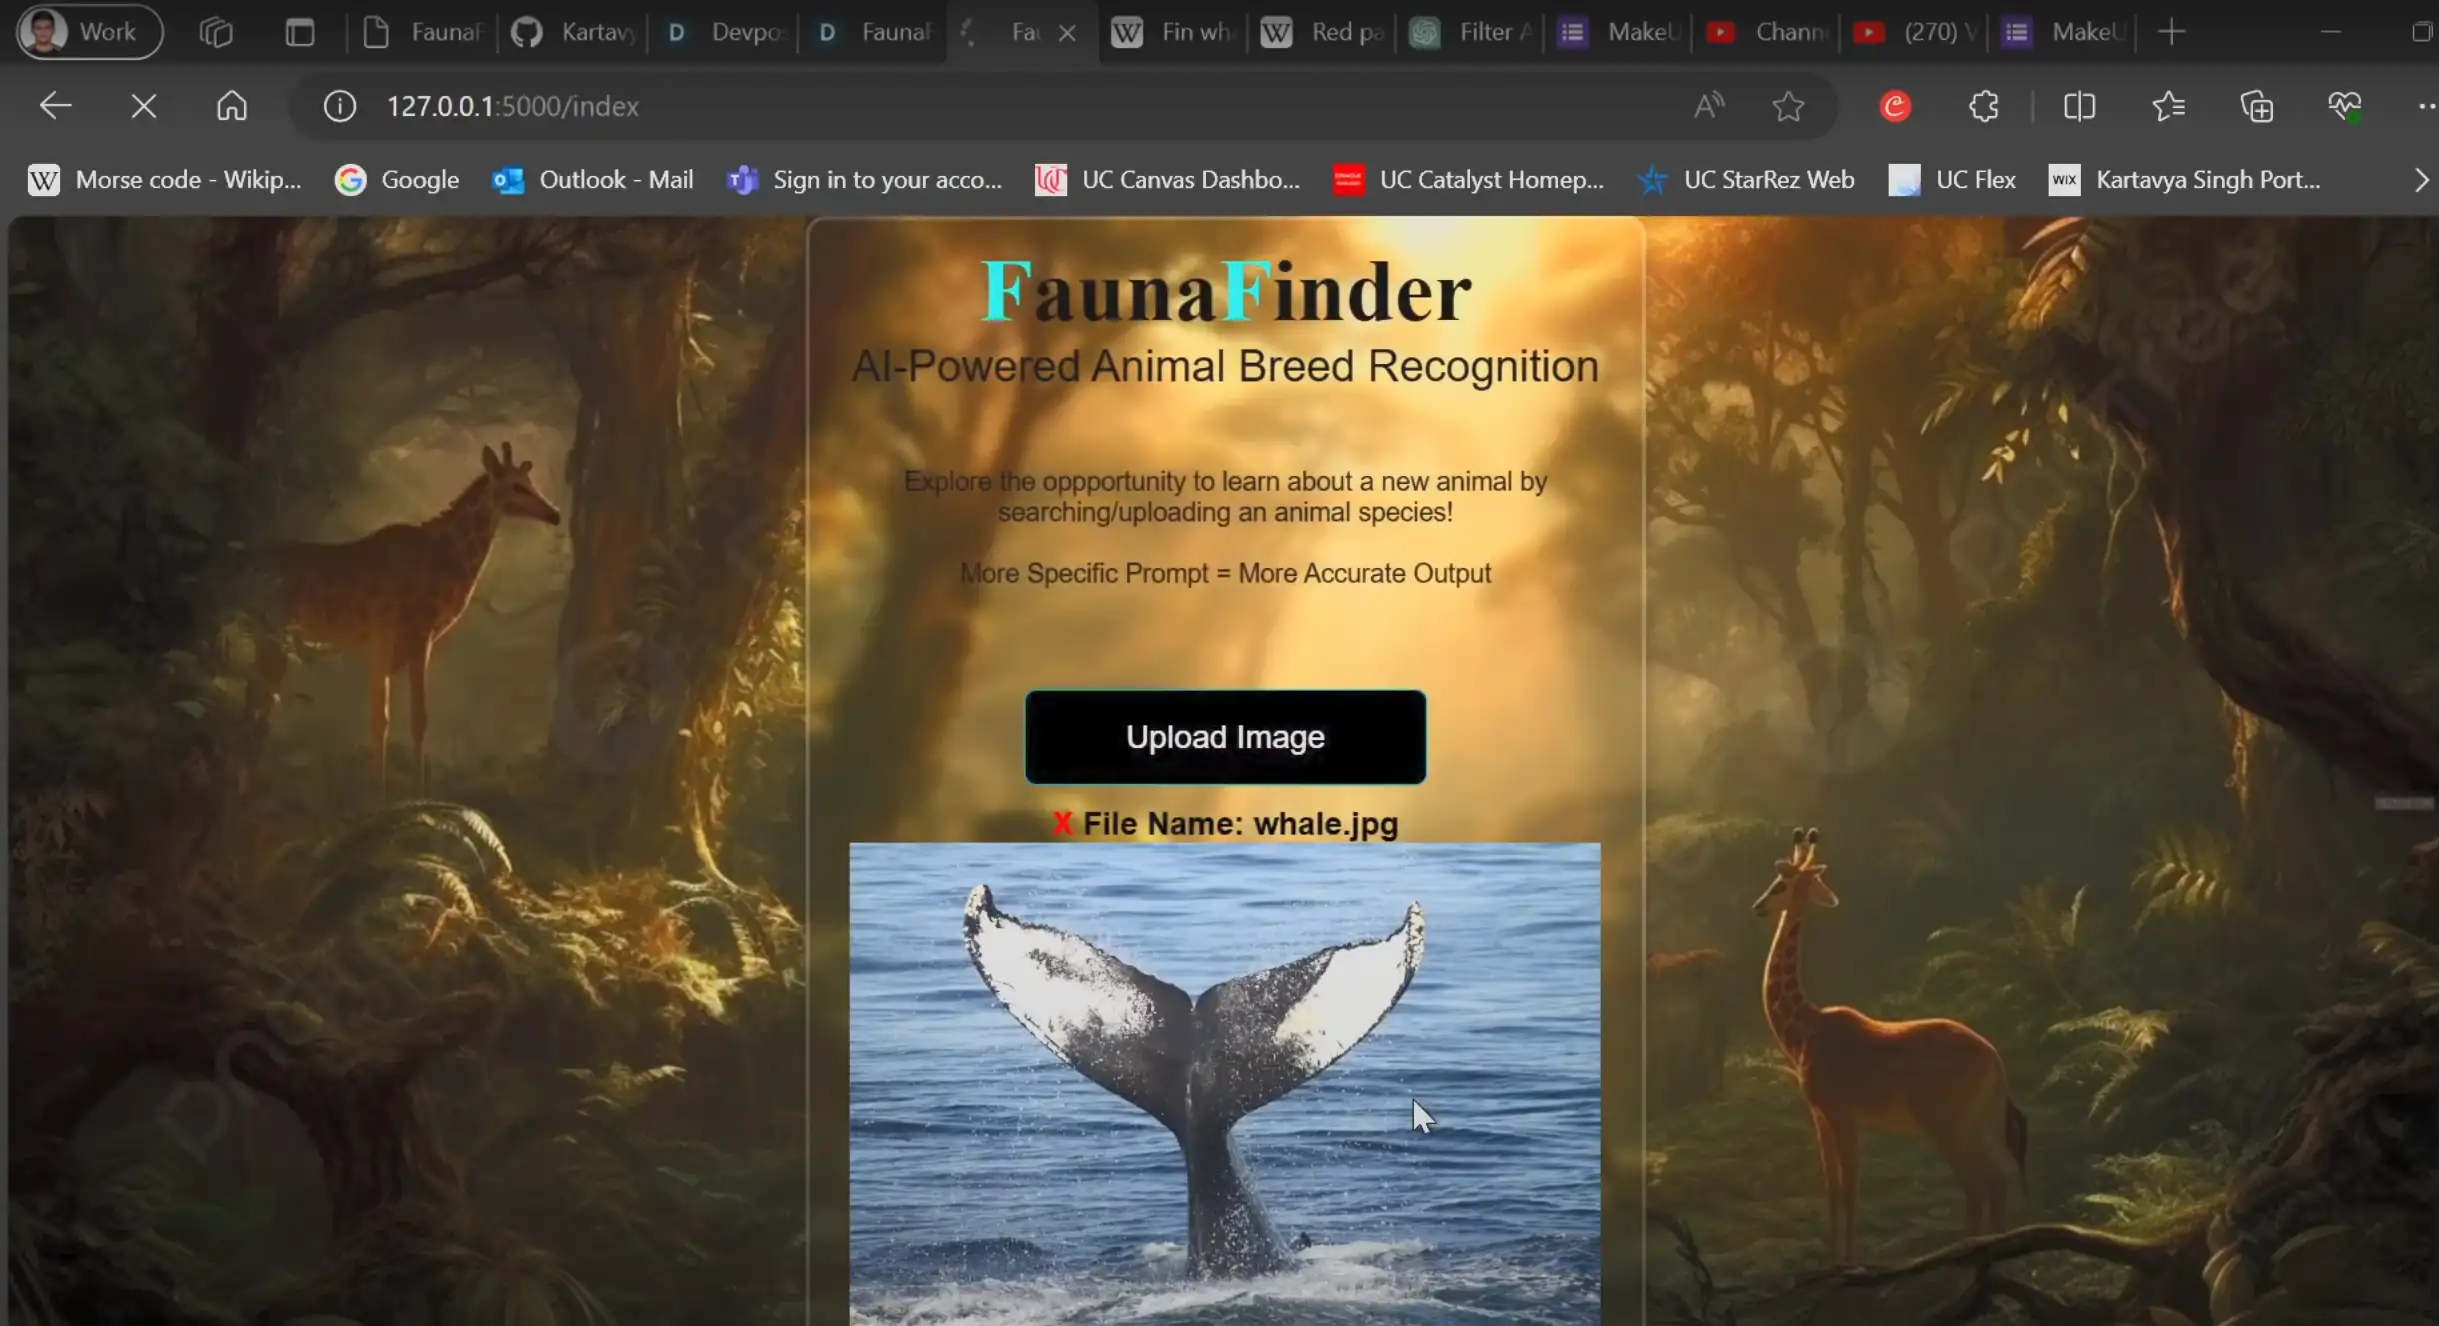 Work
FaunaF
Kartavy
Devpo
FaunaF
Fau
Fin wh
Red pa
Filter A
MakeU
Chann
(270) V
MakeU
127.0.0.1:5000/index
Morse code - Wikip...
Google
Outlook - Mail
Sign in to your acco...
UC Canvas Dashbo...
UC Catalyst Homep...
UC StarRez Web
UC Flex
WIX
Kartavya Singh Port...
FaunaFinder
AI-Powered Animal Breed Recognition
Explore the oppportunity to learn about a new animal by
searching/uploading an animal species!
More Specific Prompt = More Accurate Output
Upload Image
X File Name: whale.jpg